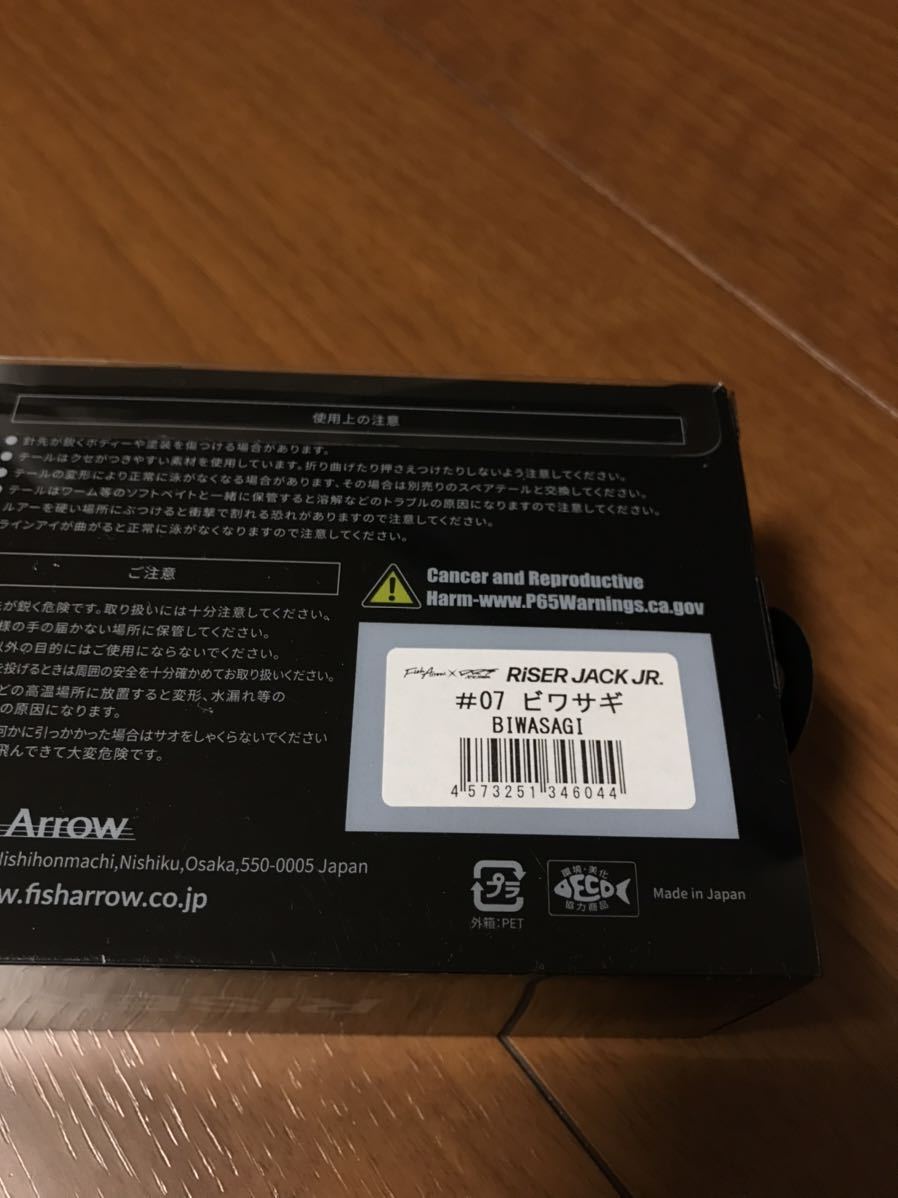 使用上の注意
● 針先が鋭くボディーや塗装を傷つける場合があります。
● テールはクセがつきやすい素材を使用しています。折り曲げたり押さえつけたりしないよう注意してください。
● テールの変形により正常に泳がなくなる場合があります、その場合は別売りのスペアテールと交換してください。
テールはワーム等のソフトベイトと一緒に保管すると溶解などのトラブルの原因になりますので注意してください。
ルアーを硬い場所にぶつけると衝撃で割れる恐れがありますので注意してください。
ラインアイが曲がると正常に泳がなくなりますので注意してください。
ご注意
が鋭く危険です。取り扱いには十分注意してください。
様の手の届かない場所に保管してください。
以外の目的にはご使用にならないでください。
を投げるときは周囲の安全を十分確かめてお取り扱いください。
どの高温場所に放置すると変形、水漏れ等の
の原因になります。
何かに引っかかった場合はサオをしゃくらないでください
飛んできて大変危険です。
Cancer and Reproductive
Harm-www.P65Warnings.ca.gov
Fish Arrow × DRT RiSER JACK JR.
#07 ビワサギ
BIWASAGI
4 573251 346044
Arrow
Nishihonmachi,Nishiku,Osaka,550-0005 Japan
w.fisharrow.co.jp
プラ
外箱:PET
環境・美化
ECO
協力商品
Made in Japan